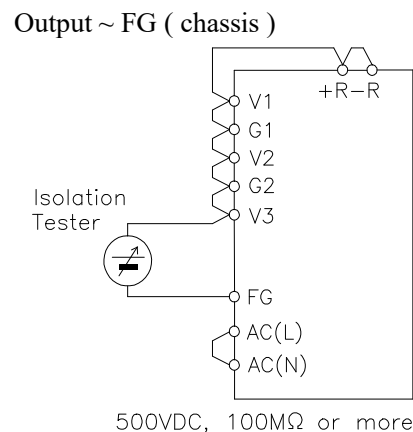 Output ~ FG ( chassis )
+R-R
V1
G1
V2
G2
V3
Isolation
Tester
FG
AC(L)
AC(N)
500VDC, 100MΩ or more